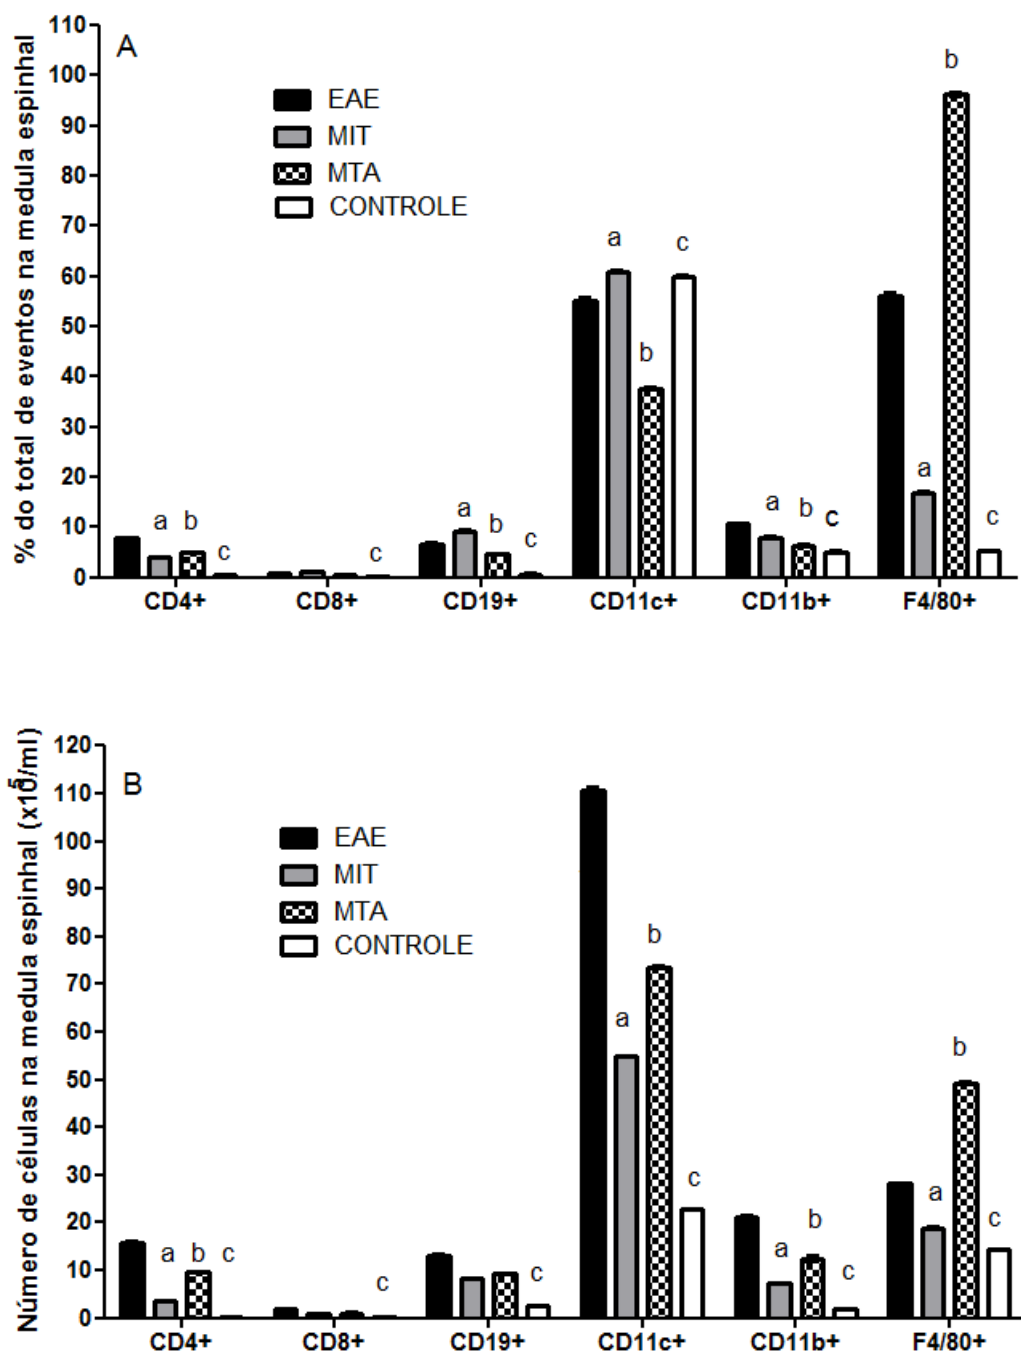 % do total de eventos na medula espinhal
110
100
90
80
70
60
50
40
30
20
10
0
A
EAE
MIT
MTA
CONTROLE
a b c
c
a b c
a b c
a b c
a b c
CD4+ CD8+ CD19+ CD11c+ CD11b+ F4/80+
Número de células na medula espinhal (x10⁵/ml)
120
110
100
90
80
70
60
50
40
30
20
10
0
B
EAE
MIT
MTA
CONTROLE
a b c
c
c
a b c
a b c
a b c
CD4+ CD8+ CD19+ CD11c+ CD11b+ F4/80+